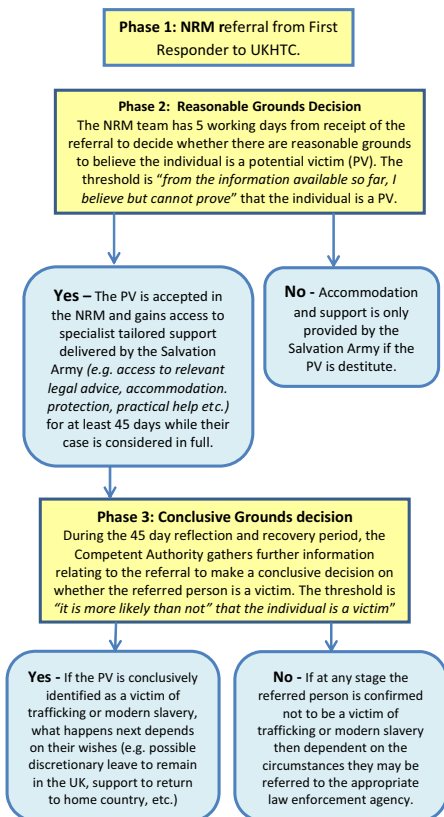 Phase 1: NRM referral from First
Responder to UKHTC.
Phase 2: Reasonable Grounds Decision
The NRM team has 5 working days from receipt of the
referral to decide whether there are reasonable grounds
to believe the individual is a potential victim (PV). The
threshold is “from the information available so far, I
believe but cannot prove” that the individual is a PV.
Yes – The PV is accepted in
the NRM and gains access to
specialist tailored support
delivered by the Salvation
Army (e.g. access to relevant
legal advice, accommodation.
protection, practical help etc.)
for at least 45 days while their
case is considered in full.
No - Accommodation
and support is only
provided by the
Salvation Army if the
PV is destitute.
Phase 3: Conclusive Grounds decision
During the 45 day reflection and recovery period, the
Competent Authority gathers further information
relating to the referral to make a conclusive decision on
whether the referred person is a victim. The threshold is
“it is more likely than not” that the individual is a victim”
Yes - If the PV is conclusively
identified as a victim of
trafficking or modern slavery,
what happens next depends
on their wishes (e.g. possible
discretionary leave to remain
in the UK, support to return
to home country, etc.)
No - If at any stage the
referred person is confirmed
not to be a victim of
trafficking or modern slavery
then dependent on the
circumstances they may be
referred to the appropriate
law enforcement agency.